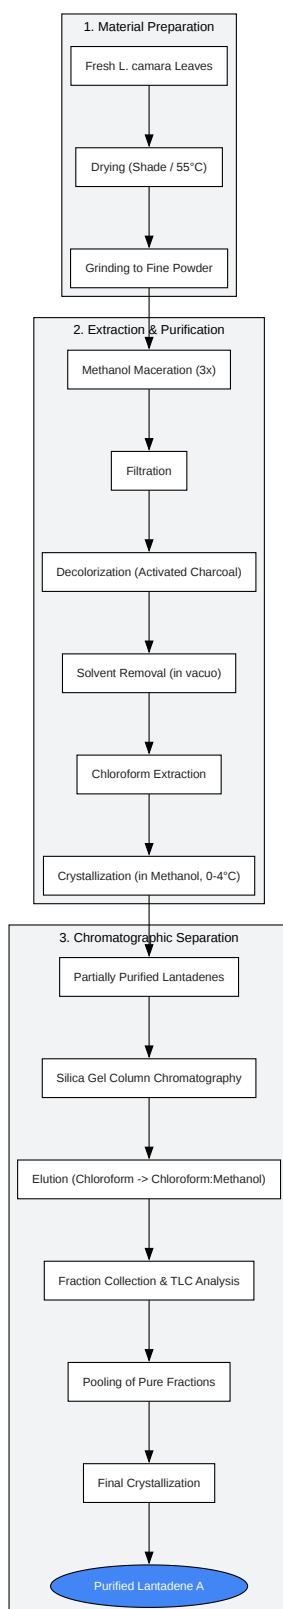 1. Material Preparation
Fresh L. camara Leaves
Drying (Shade / 55°C)
Grinding to Fine Powder
2. Extraction & Purification
Methanol Maceration (3x)
Filtration
Decolorization (Activated Charcoal)
Solvent Removal (in vacuo)
Chloroform Extraction
Crystallization (in Methanol, 0-4°C)
3. Chromatographic Separation
Partially Purified Lantadenes
Silica Gel Column Chromatography
Elution (Chloroform -> Chloroform:Methanol)
Fraction Collection & TLC Analysis
Pooling of Pure Fractions
Final Crystallization
Purified Lantadene A